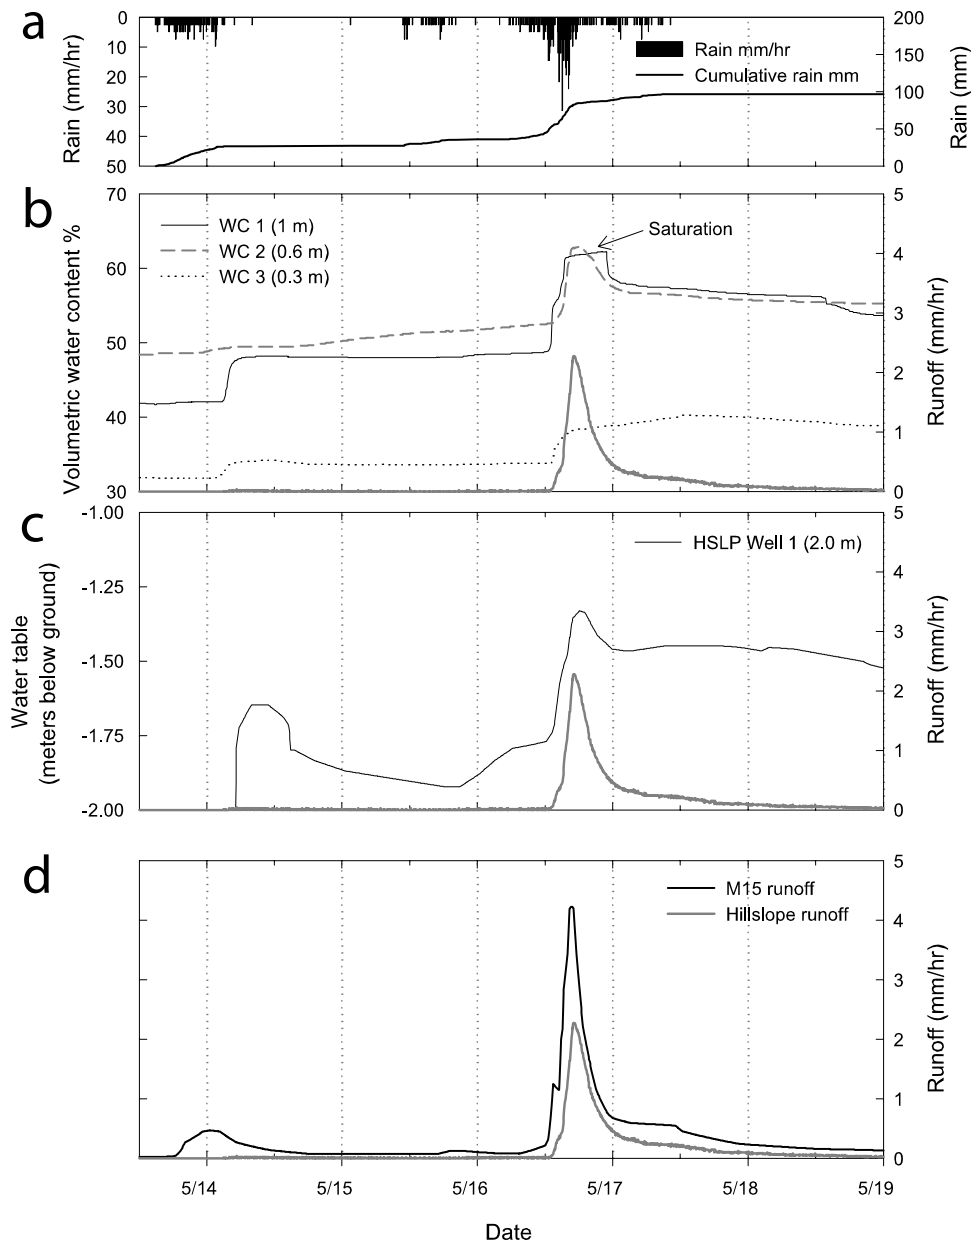 a
0
10
20
30
40
50
Rain (mm/hr)
Rain mm/hr
Cumulative rain mm
200
150
100
50
0
Rain (mm)
b
70
60
50
40
30
Volumetric water content %
WC 1 (1 m)
WC 2 (0.6 m)
WC 3 (0.3 m)
Saturation
5
4
3
2
1
0
Runoff (mm/hr)
c
-1.00
-1.25
-1.50
-1.75
-2.00
Water table
(meters below ground)
HSLP Well 1 (2.0 m)
5
4
3
2
1
0
Runoff (mm/hr)
d
M15 runoff
Hillslope runoff
5
4
3
2
1
0
Runoff (mm/hr)
5/14
5/15
5/16
5/17
5/18
5/19
Date